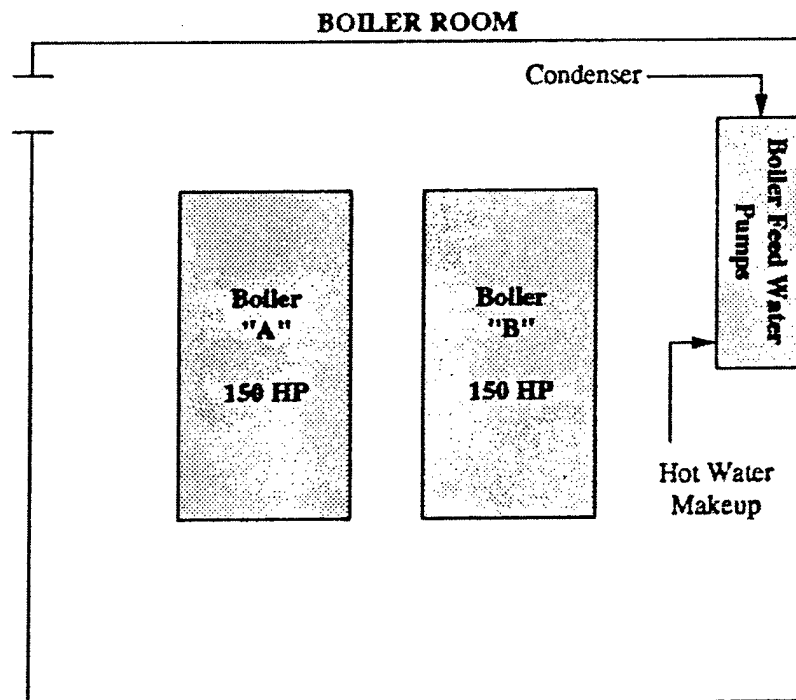 BOILER ROOM
Condenser
Boiler Feed Water
Pumps
Boiler
"A"
150 HP
Boiler
"B"
150 HP
Hot Water
Makeup